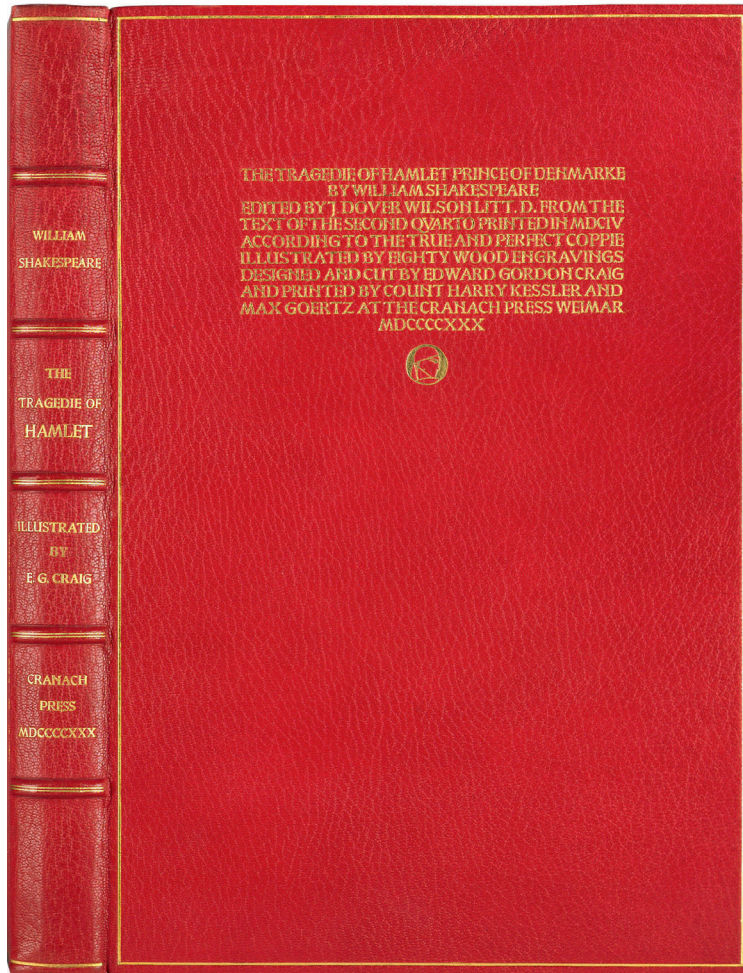 WILLIAM
SHAKESPEARE
THE
TRAGEDIE OF
HAMLET
ILLUSTRATED
BY
E. G. CRAIG
CRANACH
PRESS
MDCCCCXXX
THE TRAGEDIE OF HAMLET PRINCE OF DENMARKE
BY WILLIAM SHAKESPEARE
EDITED BY J. DOVER WILSON LITT. D. FROM THE
TEXT OF THE SECOND QVARTO PRINTED IN MDCIV
ACCORDING TO THE TRUE AND PERFECT COPPIE
ILLUSTRATED BY EIGHTY WOOD ENGRAVINGS
DESIGNED AND CUT BY EDWARD GORDON CRAIG
AND PRINTED BY COUNT HARRY KESSLER AND
MAX GOERTZ AT THE CRANACH PRESS WEIMAR
MDCCCCXXX